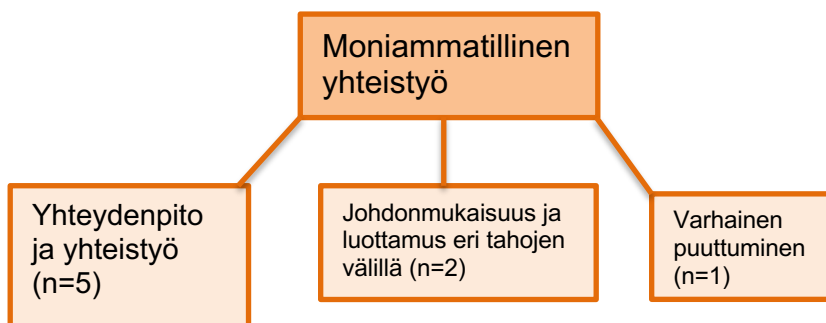 Moniammatillinen
yhteistyö
Yhteydenpito
ja yhteistyö
(n=5)
Johdonmukaisuus ja
luottamus eri tahojen
välillä (n=2)
Varhainen
puuttuminen
(n=1)